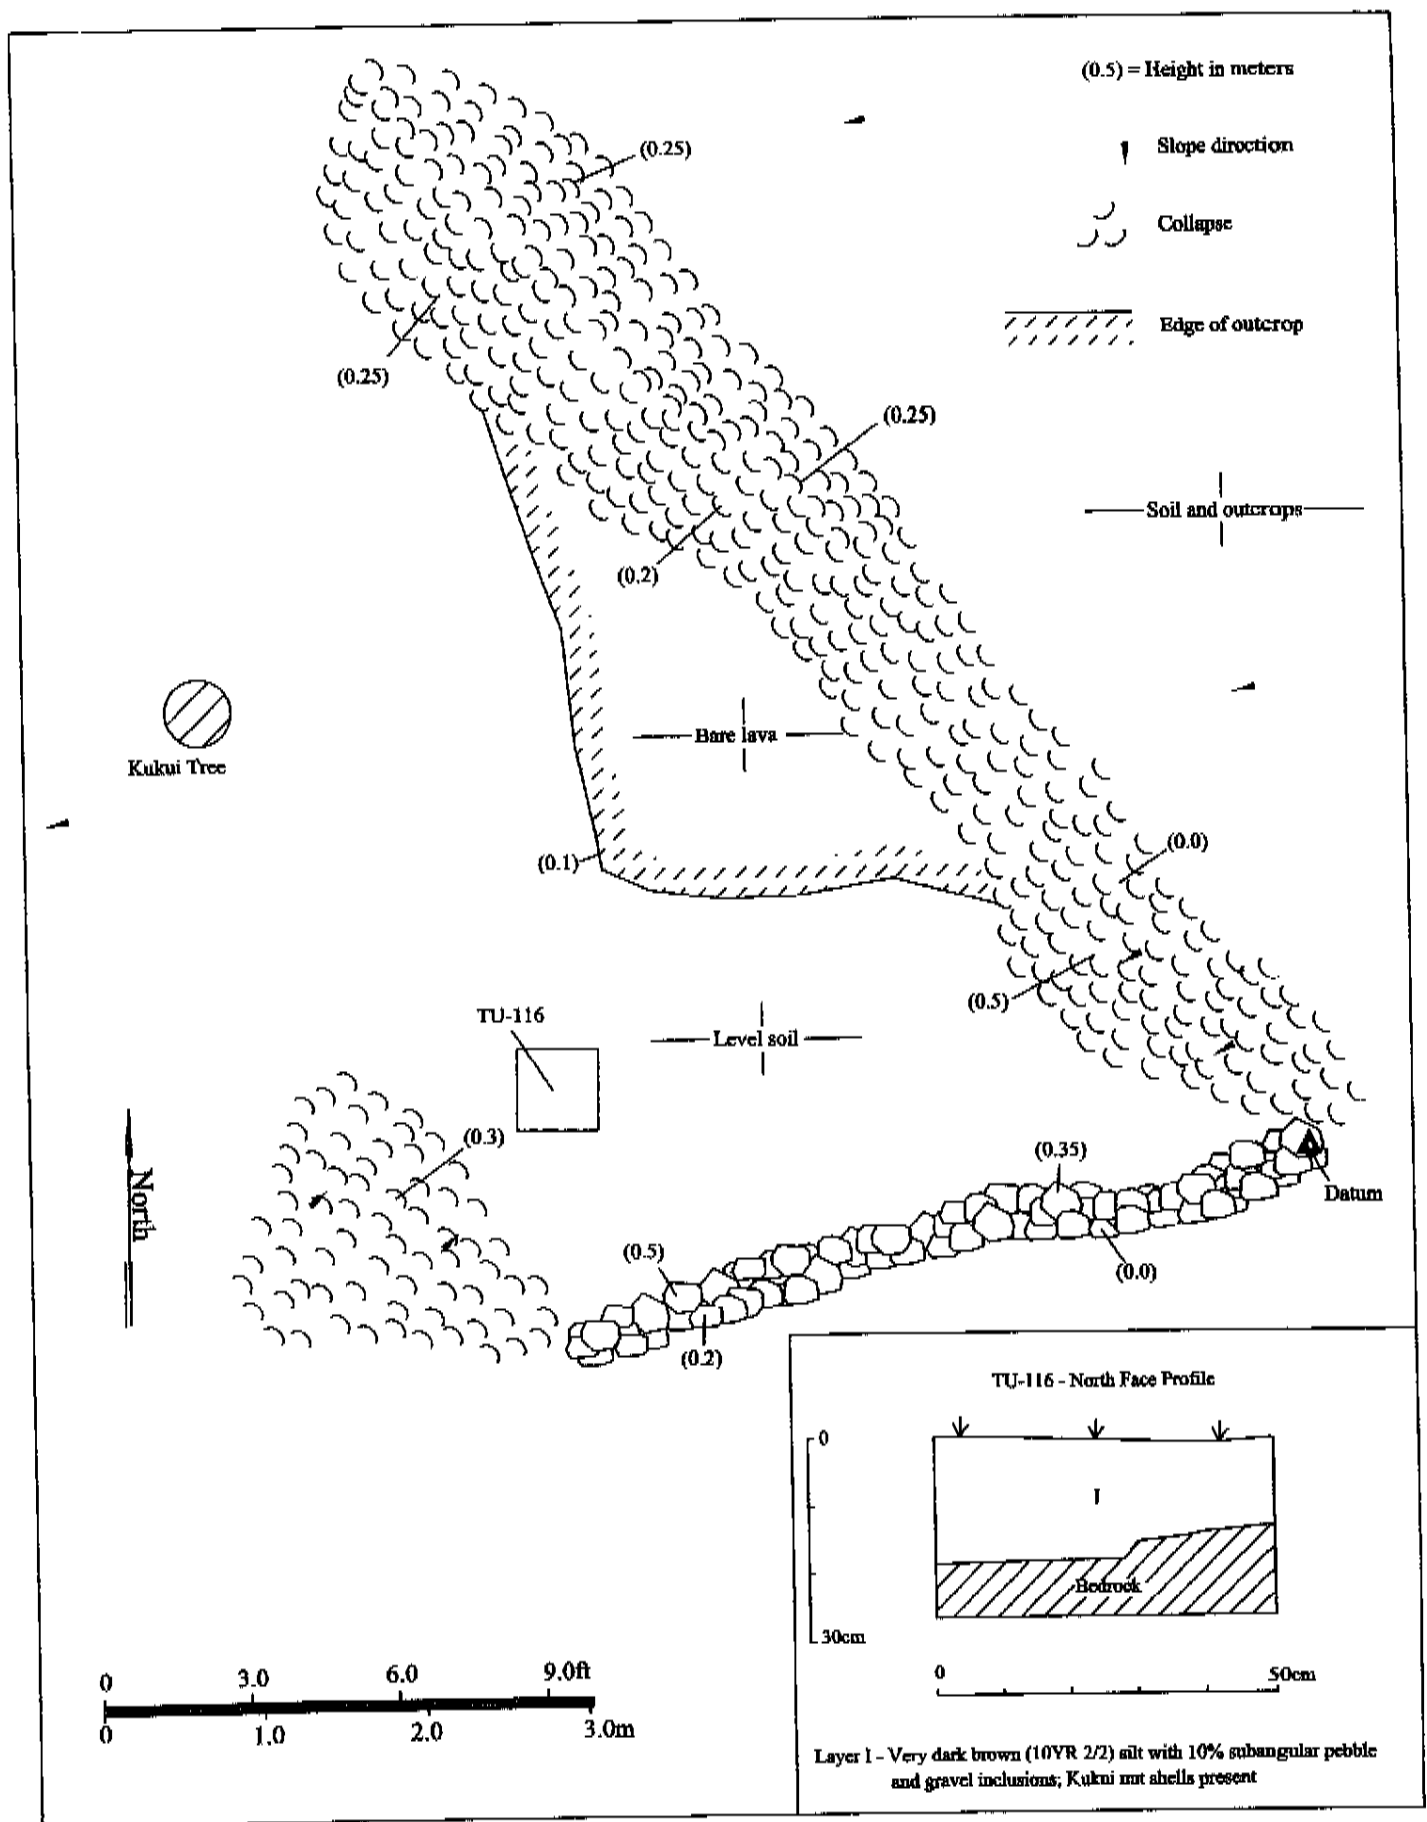 (0.5) = Height in meters
(0.25)
Slope direction
Collapse
Edge of outcrop
(0.25)
(0.25)
Soil and outcrops
(0.2)
Bare lava
Kukui Tree
(0.1)
(0.0)
(0.5)
TU-116
Level soil
(0.3)
(0.35)
North
Datum
(0.5)
(0.0)
(0.2)
TU-116 - North Face Profile
0
I
Bedrock
30cm
0 50cm
0 3.0 6.0 9.0ft
0 1.0 2.0 3.0m
Layer I - Very dark brown (10YR 2/2) silt with 10% subangular pebble
and gravel inclusions; Kukui nut shells present